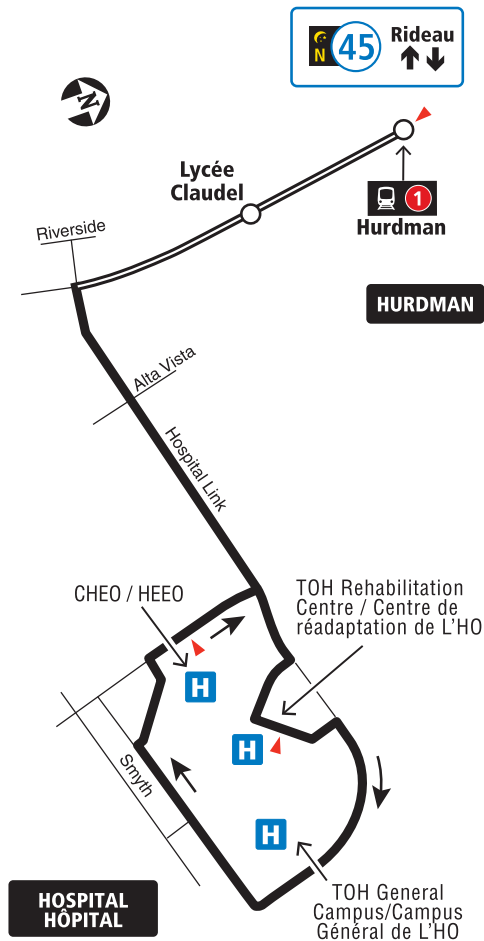 N 45 Rideau
N
Lycée
Claudel
1
Hurdman
Riverside
HURDMAN
Alta Vista
Hospital Link
CHEO / HEEO
TOH Rehabilitation
Centre / Centre de
réadaptation de L’HO
H
H
Smyth
H
TOH General
Campus/Campus
Général de L’HO
HOSPITAL
HÔPITAL